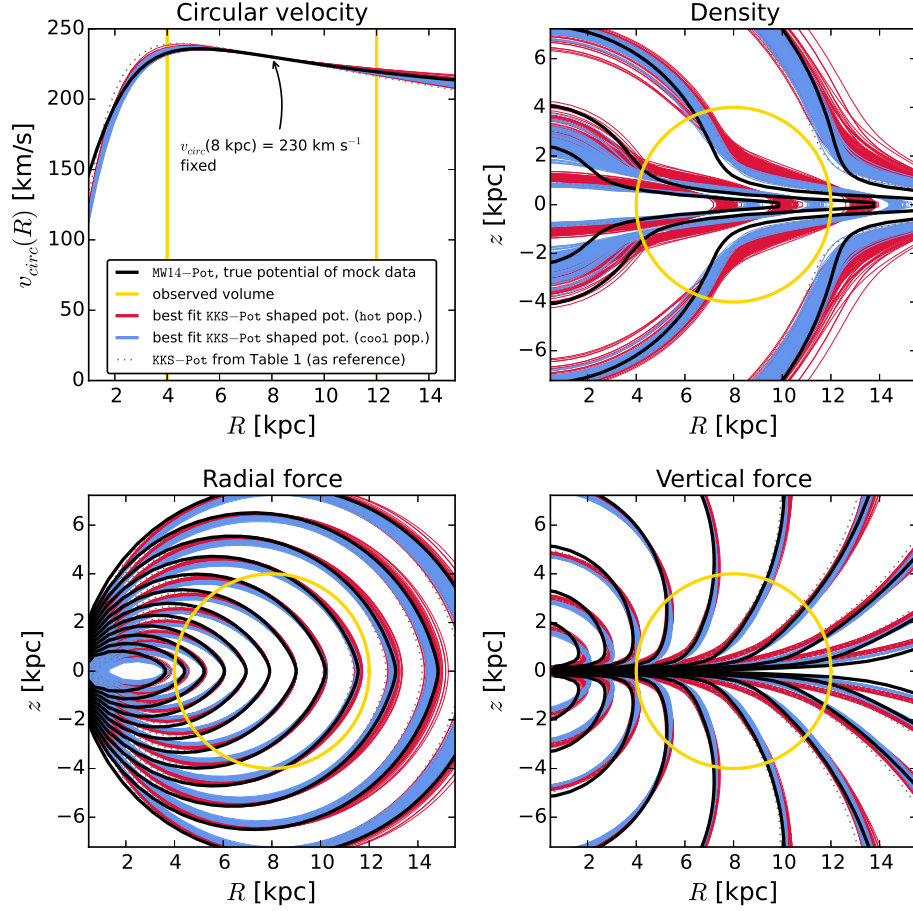 Circular velocity
250
200
150
100
50
0
v_circ(R) [km/s]
v_circ(8 kpc) = 230 km s⁻¹
fixed
MW14-Pot, true potential of mock data
observed volume
best fit KKS-Pot shaped pot. (hot pop.)
best fit KKS-Pot shaped pot. (cool pop.)
KKS-Pot from Table 1 (as reference)
2 4 6 8 10 12 14
R [kpc]
Density
6
4
2
0
−2
−4
−6
z [kpc]
2 4 6 8 10 12 14
R [kpc]
Radial force
6
4
2
0
−2
−4
−6
z [kpc]
2 4 6 8 10 12 14
R [kpc]
Vertical force
6
4
2
0
−2
−4
−6
z [kpc]
2 4 6 8 10 12 14
R [kpc]